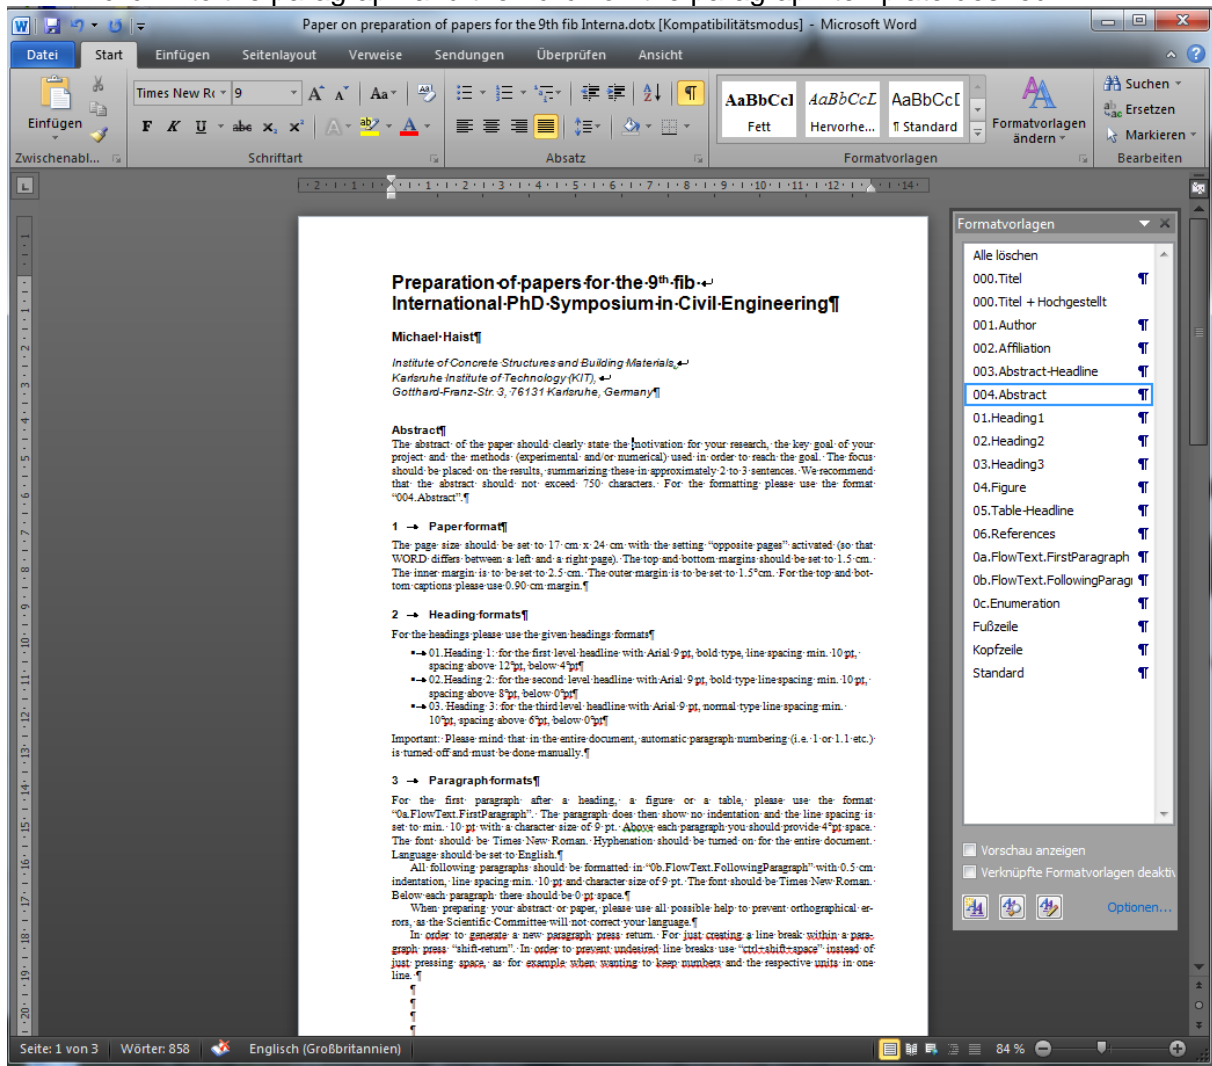 Paper on preparation of papers for the 9th fib Interna.dotx [Kompatibilitätsmodus] - Microsoft Word
Datei Start Einfügen Seitenlayout Verweise Sendungen Überprüfen Ansicht
Einfügen
Times New Ro 9
Zwischenabl... Schriftart Absatz Formatvorlagen Bearbeiten
AaBbCcI AaBbCcL AaBbCcI
Fett Hervorhe... ¶ Standard
Formatvorlagen ändern
Suchen
Ersetzen
Markieren
Preparation of papers for the 9th fib
International PhD Symposium in Civil Engineering¶
Michael Haist¶
Institute of Concrete Structures and Building Materials,
Karlsruhe Institute of Technology (KIT),
Gotthard-Franz-Str. 3, 76131 Karlsruhe, Germany¶
Abstract¶
The abstract of the paper should clearly state the motivation for your research, the key goal of your
project and the methods (experimental and/or numerical) used in order to reach the goal. The focus
should be placed on the results, summarizing these in approximately 2 to 3 sentences. We recommend
that the abstract should not exceed 750 characters. For the formatting please use the format
“004.Abstract”.¶
1 → Paper format¶
The page size should be set to 17 cm x 24 cm with the setting “opposite pages” activated (so that
WORD differs between a left and a right page). The top and bottom margins should be set to 1.5 cm.
The inner margin is to be set to 2.5 cm. The outer margin is to be set to 1.5°cm. For the top and bot-
tom captions please use 0.90 cm margin.¶
2 → Heading formats¶
For the headings please use the given headings formats¶
▪→01.Heading 1: for the first level headline with Arial 9 pt, bold type, line spacing min. 10 pt,
spacing above 12°pt, below 4°pt¶
▪→02.Heading 2: for the second level headline with Arial 9 pt, bold type line spacing min. 10 pt,
spacing above 8°pt, below 0°pt¶
▪→03. Heading 3: for the third level headline with Arial 9 pt, normal type line spacing min.
10°pt, spacing above 6°pt, below 0°pt¶
Important: Please mind that in the entire document, automatic paragraph numbering (i.e. 1 or 1.1 etc.)
is turned off and must be done manually.¶
3 → Paragraph formats¶
For the first paragraph after a heading, a figure or a table, please use the format
“0a.FlowText.FirstParagraph”. The paragraph does then show no indentation and the line spacing is
set to min. 10 pt with a character size of 9 pt. Above each paragraph you should provide 4°pt space.
The font should be Times New Roman. Hyphenation should be turned on for the entire document.
Language should be set to English.¶
All following paragraphs should be formatted in “0b.FlowText.FollowingParagraph” with 0.5 cm
indentation, line spacing min. 10 pt and character size of 9 pt. The font should be Times New Roman.
Below each paragraph there should be 0 pt space.¶
When preparing your abstract or paper, please use all possible help to prevent orthographical er-
rors, as the Scientific Committee will not correct your language.¶
In order to generate a new paragraph press return. For just creating a line break within a para-
graph press “shift-return”. In order to prevent undesired line breaks use “ctrl+shift+space” instead of
just pressing space, as for example when wanting to keep numbers and the respective units in one
line. ¶
¶
¶
¶
¶
Formatvorlagen
Alle löschen
000.Titel ¶
000.Titel + Hochgestellt
001.Author ¶
002.Affiliation ¶
003.Abstract-Headline ¶
004.Abstract ¶
01.Heading1 ¶
02.Heading2 ¶
03.Heading3 ¶
04.Figure ¶
05.Table-Headline ¶
06.References ¶
0a.FlowText.FirstParagraph ¶
0b.FlowText.FollowingParagr ¶
0c.Enumeration ¶
Fußzeile ¶
Kopfzeile ¶
Standard ¶
Vorschau anzeigen
Verknüpfte Formatvorlagen deaktiv
Optionen...
Seite: 1 von 3 Wörter: 858 Englisch (Großbritannien) 84 %